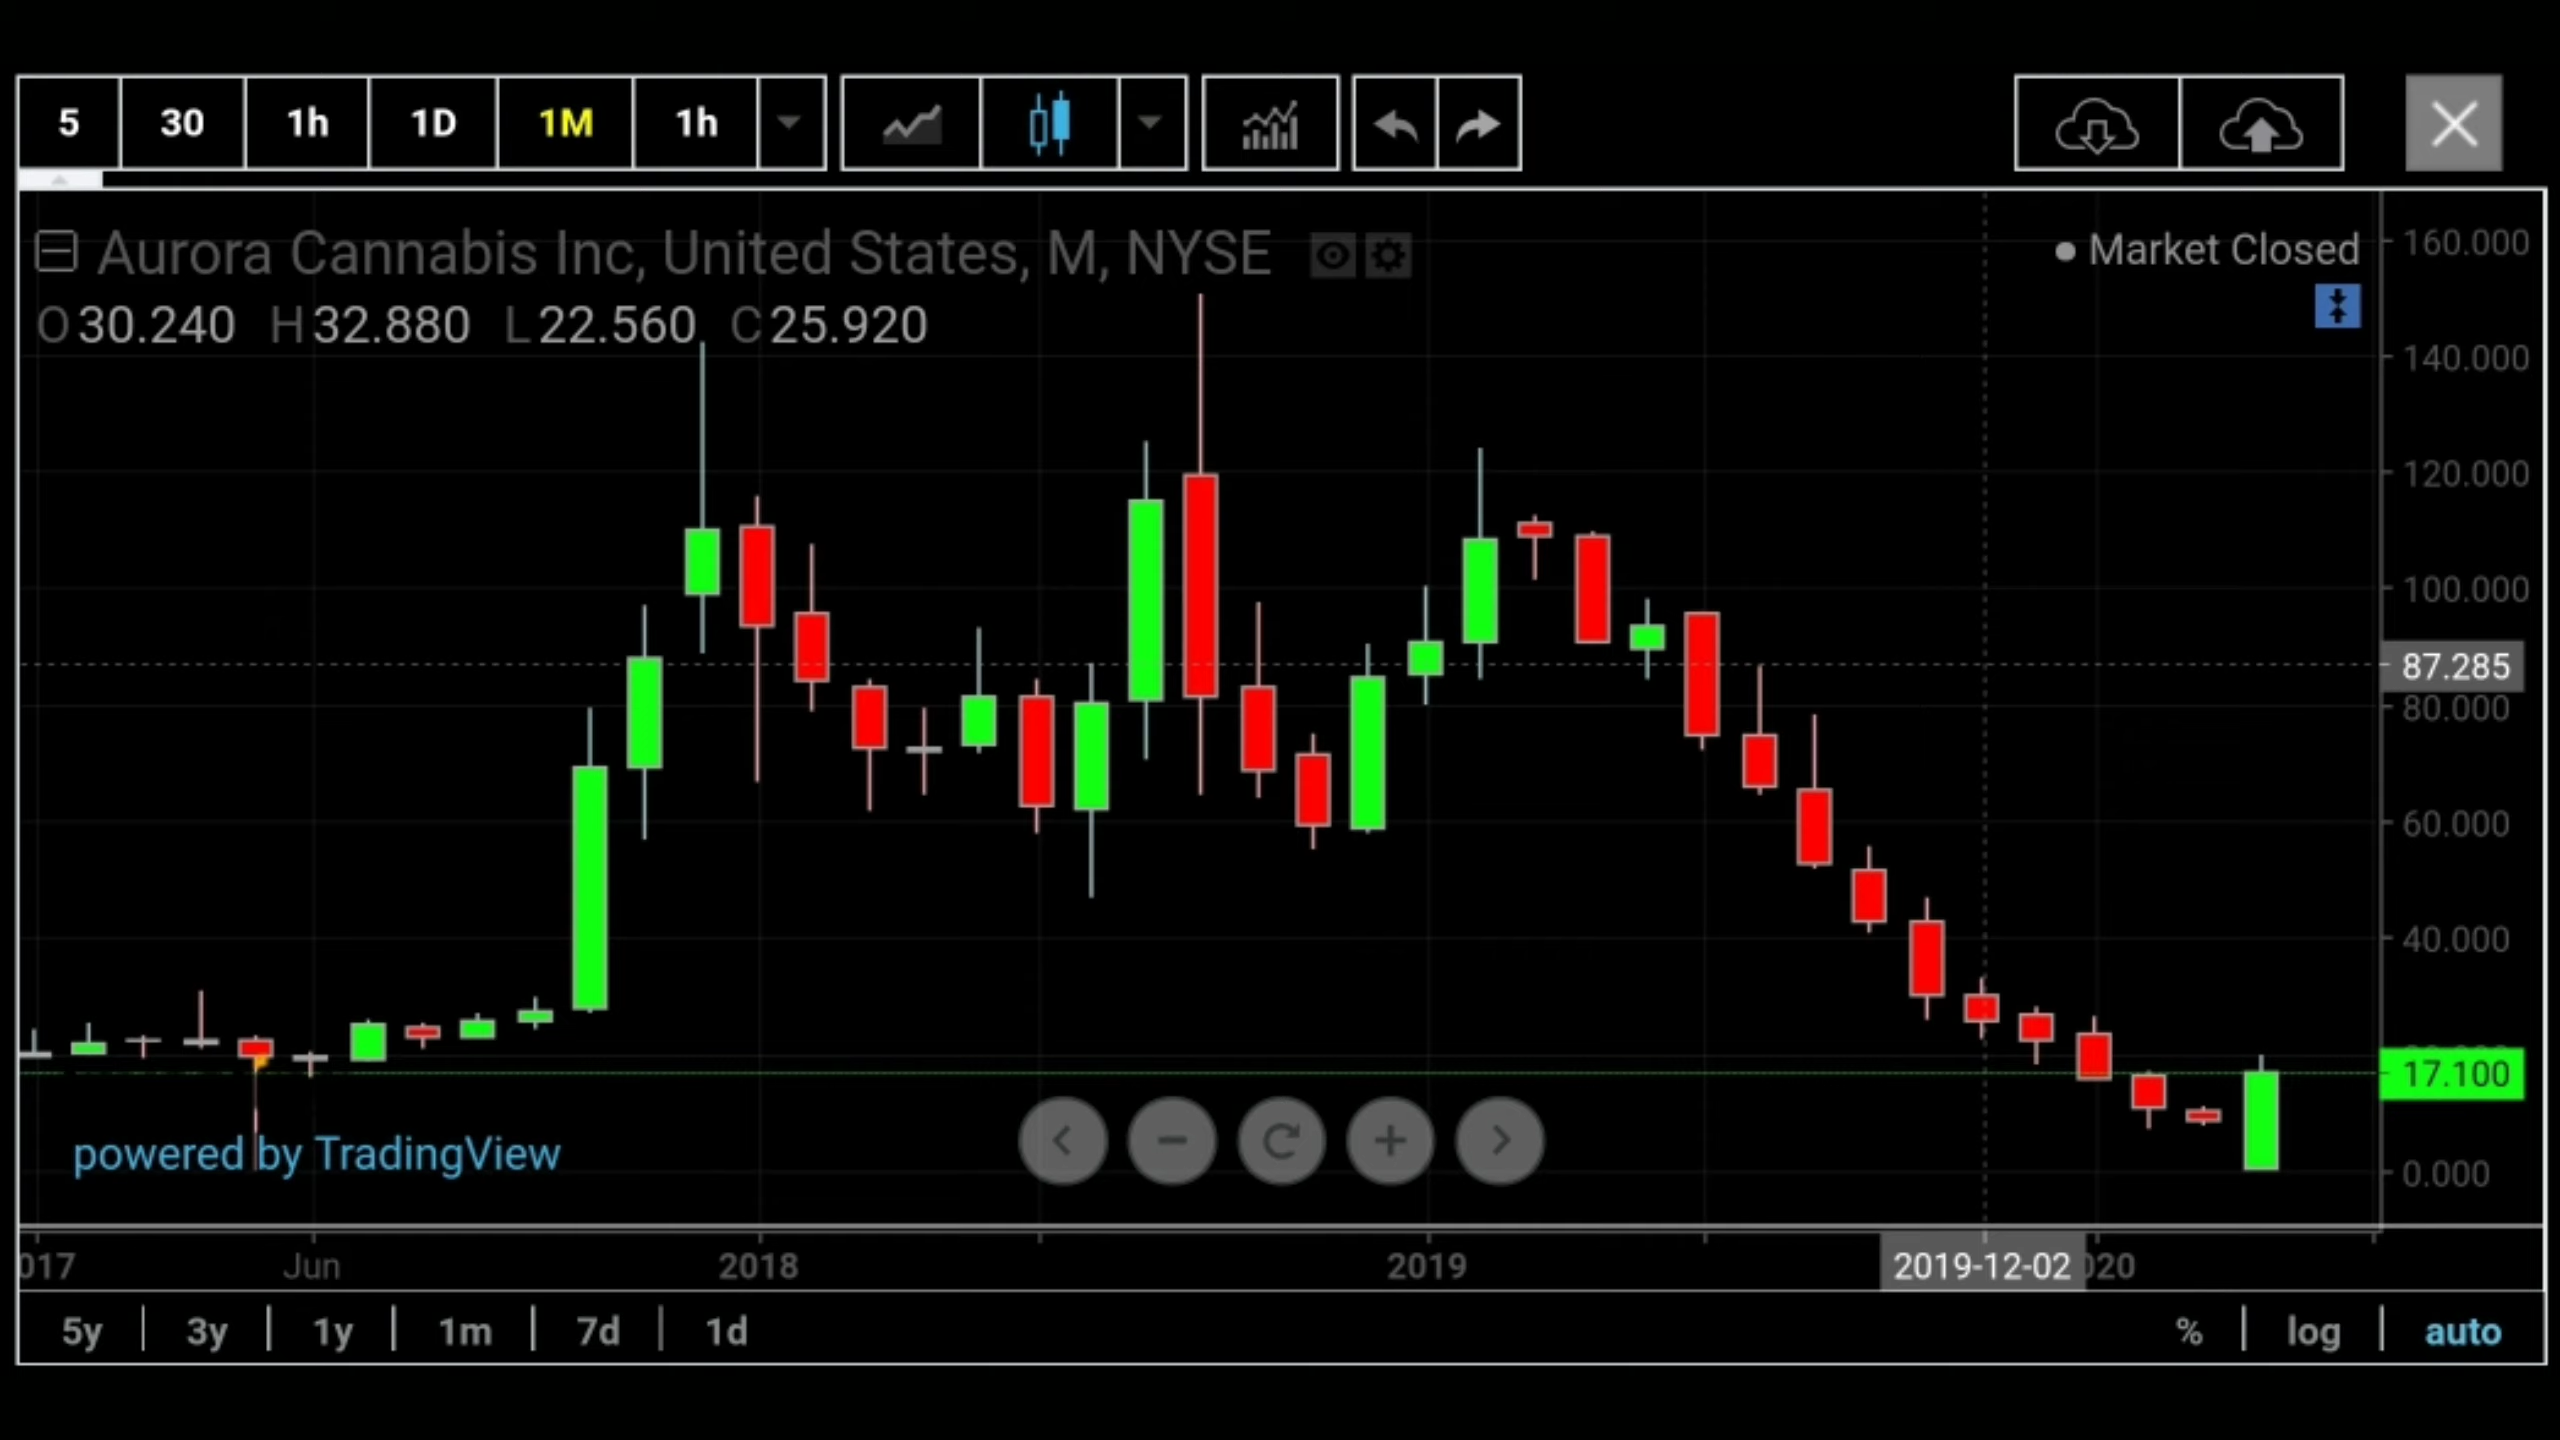 5 30 1h 1D 1M 1h
Aurora Cannabis Inc, United States, M, NYSE
Market Closed
O30.240 H32.880 L22.560 C25.920
160.000
140.000
120.000
100.000
87.285
80.000
60.000
40.000
17.100
0.000
powered by TradingView
017 Jun 2018 2019 2019-12-02 020
5y | 3y | 1y | 1m | 7d | 1d % | log | auto